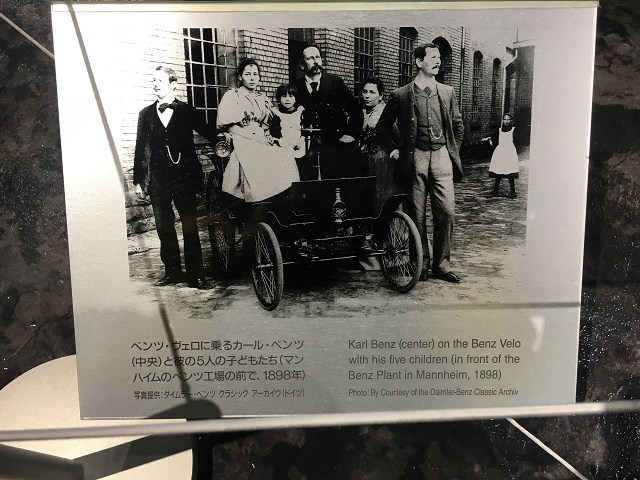 ベンツ・ヴェロに乗るカール・ベンツ
(中央)と彼の5人の子どもたち(マン
ハイムのベンツ工場の前で、1898年)
写真提供:ダイムラー・ベンツ クラシック アーカイヴ(ドイツ)
Karl Benz (center) on the Benz Velo
with his five children (in front of the
Benz Plant in Mannheim, 1898)
Photo: By Courtesy of the Daimler-Benz Classic Archiv